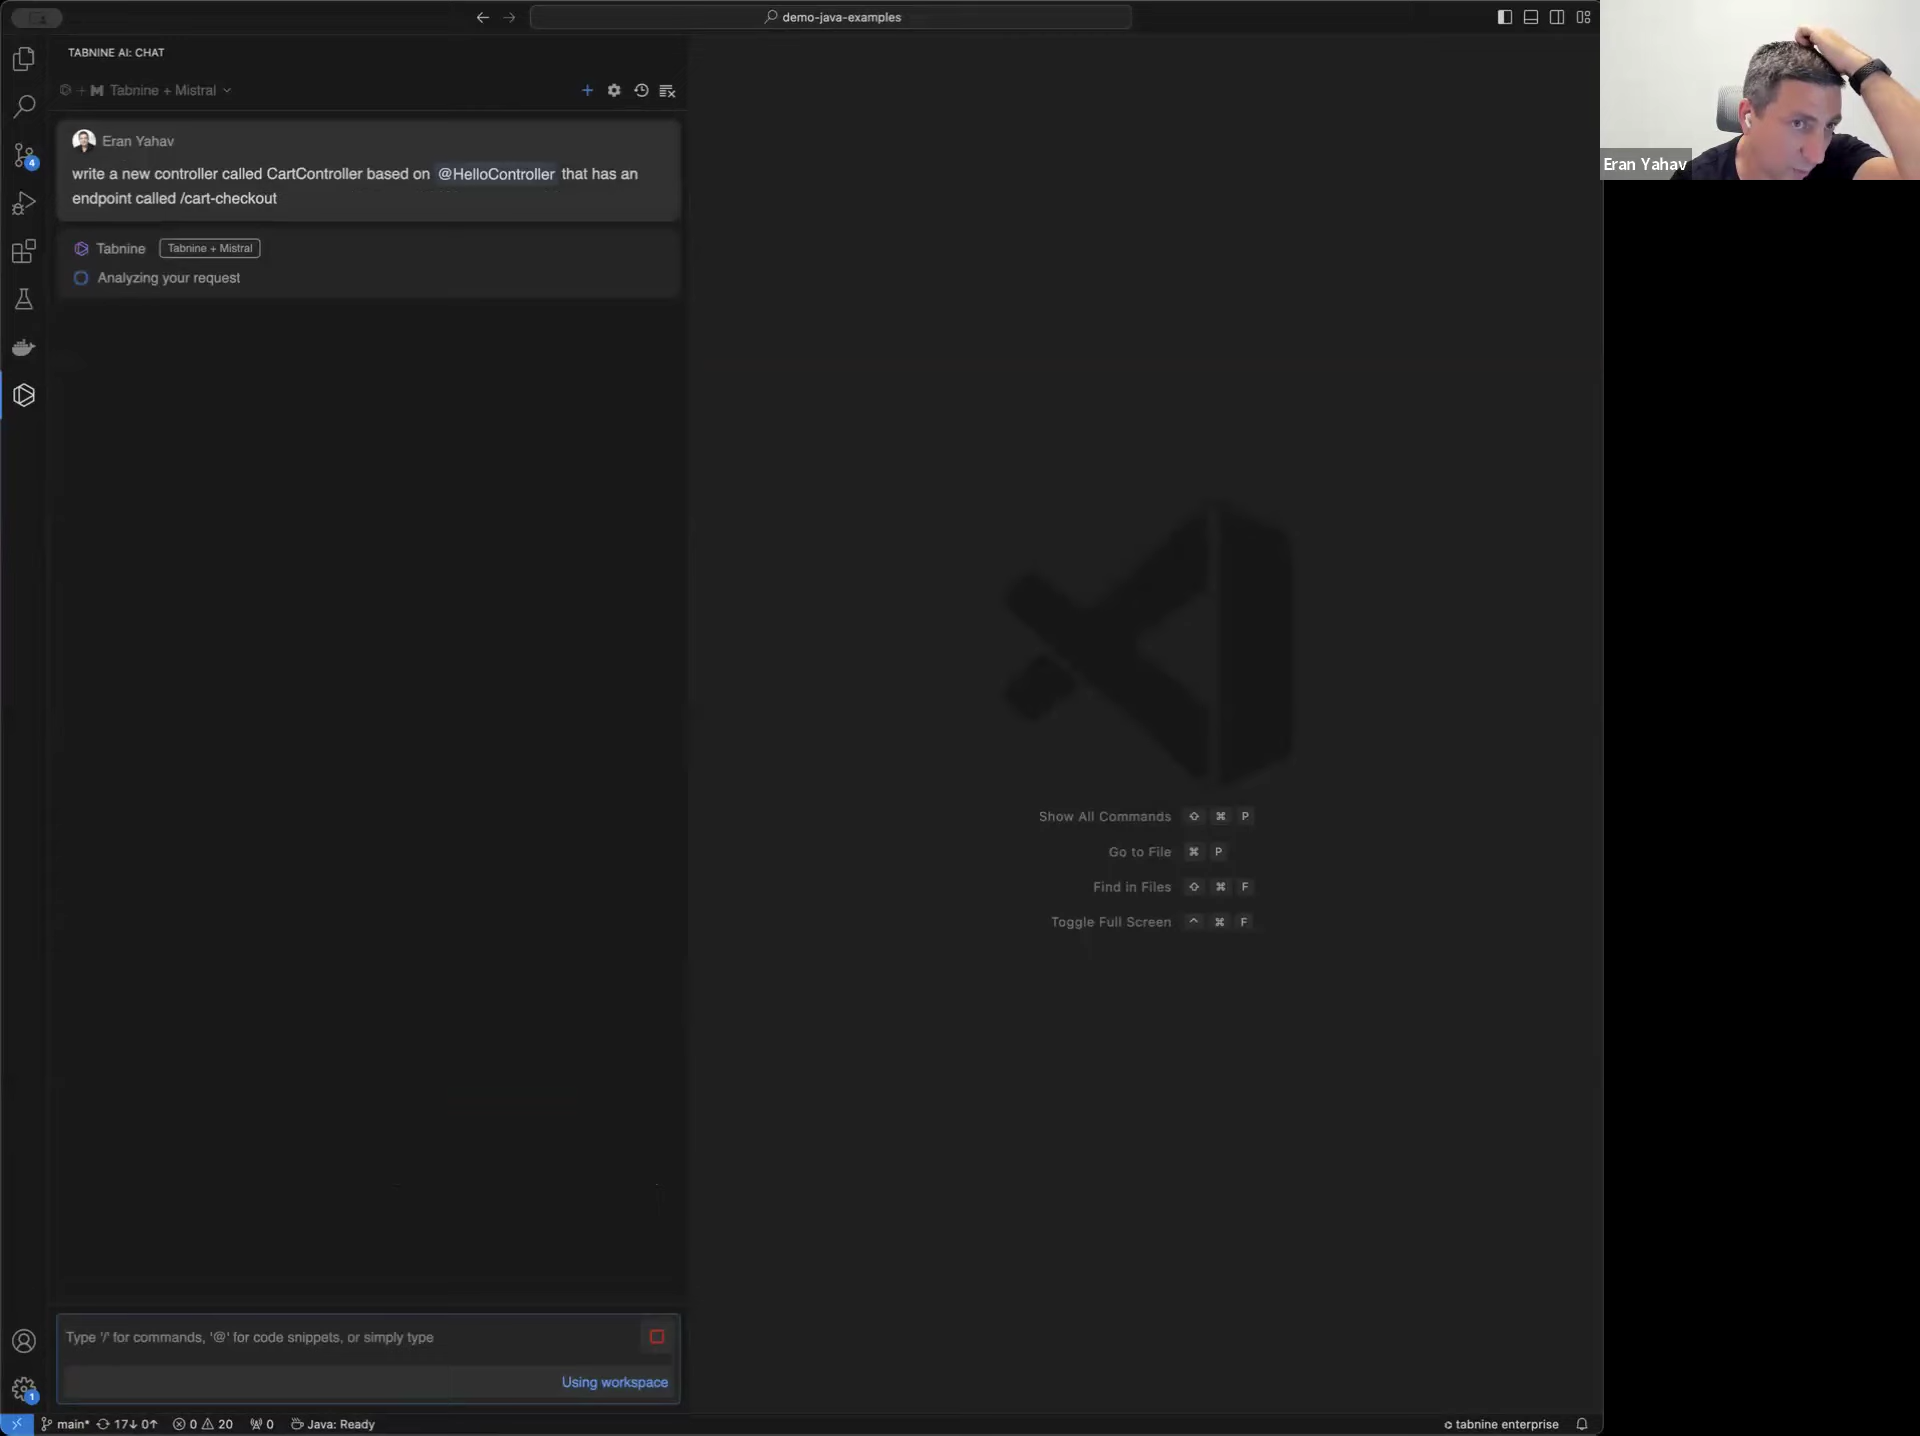 demo-java-examples
TABNINE AI: CHAT
Tabnine + Mistral
Eran Yahav
write a new controller called CartController based on @HelloController that has an
endpoint called /cart-checkout
Tabnine Tabnine + Mistral
Analyzing your request
Eran Yahav
4
Show All Commands ⇧ ⌘ P
Go to File ⌘ P
Find in Files ⇧ ⌘ F
Toggle Full Screen ^ ⌘ F
Type '/' for commands, '@' for code snippets, or simply type
Using workspace
1
main* 17↓ 0↑ 0 20 0 Java: Ready
tabnine enterprise